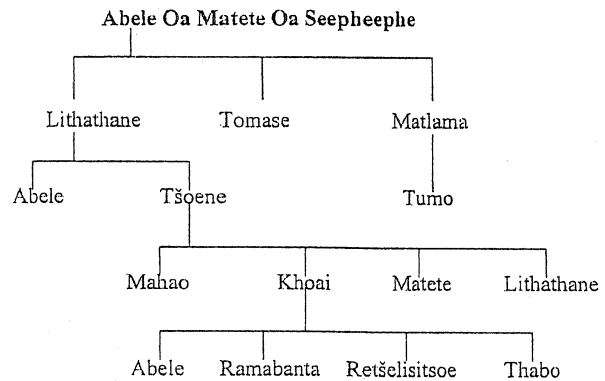 Abele Oa Matete Oa Seepheephe
Lithathane Tomase Matlama
Abele Tšoene Tumo
Mahao Khoai Matete Lithathane
Abele Ramabanta Retšelisitsoe Thabo